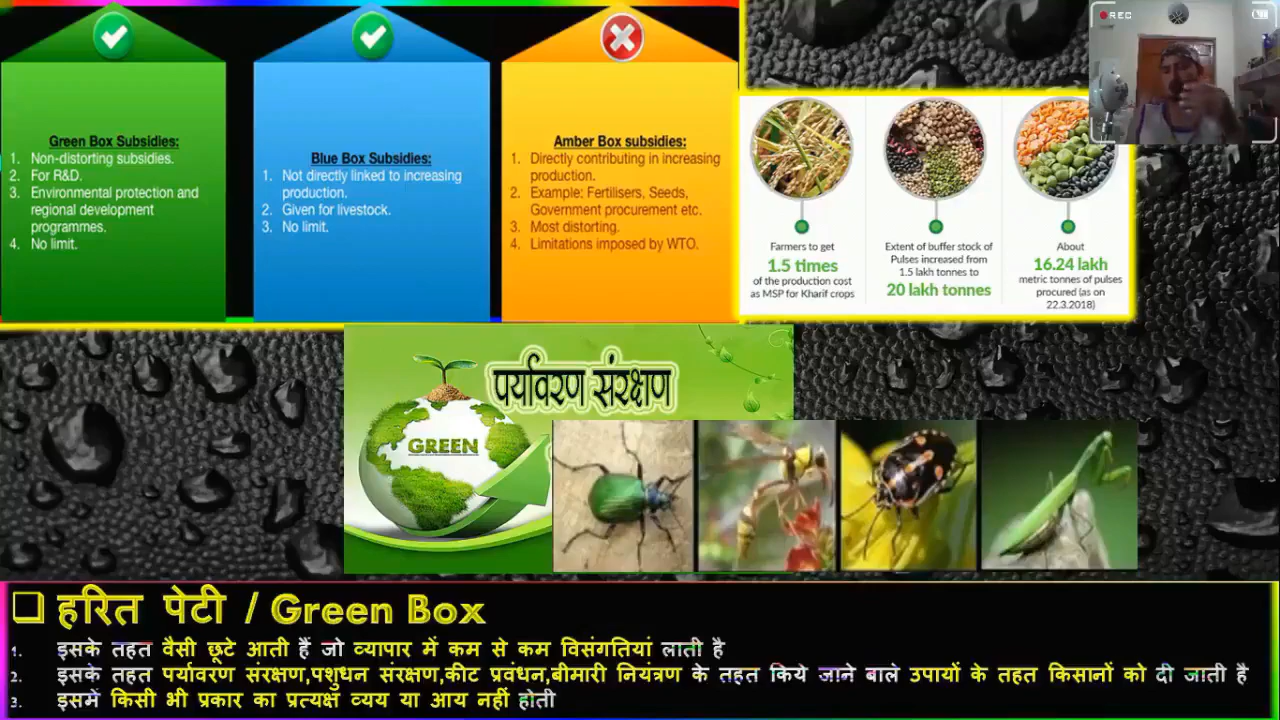 Green Box Subsidies:
1. Non-distorting subsidies.
2. For R&D.
3. Environmental protection and
regional development
programmes.
4. No limit.
Blue Box Subsidies:
1. Not directly linked to increasing
production.
2. Given for livestock.
3. No limit.
Amber Box subsidies:
1. Directly contributing in increasing
production.
2. Example: Fertilisers, Seeds,
Government procurement etc.
3. Most distorting.
4. Limitations imposed by WTO.
REC
Farmers to get
1.5 times
of the production cost
as MSP for Kharif crops
Extent of buffer stock of
Pulses increased from
1.5 lakh tonnes to
20 lakh tonnes
About
16.24 lakh
metric tonnes of pulses
procured (as on
22.3.2018)
पर्यावरण संरक्षण
GREEN
हरित पेटी / Green Box
1. इसके तहत वैसी छूटे आती हैं जो व्यापार में कम से कम विसंगतियां लाती है
2. इसके तहत पर्यावरण संरक्षण,पशुधन संरक्षण,कीट प्रवंधन,बीमारी नियंत्रण के तहत किये जाने बाले उपायों के तहत किसानों को दी जाती है
3. इसमें किसी भी प्रकार का प्रत्यक्ष व्यय या आय नहीं होती